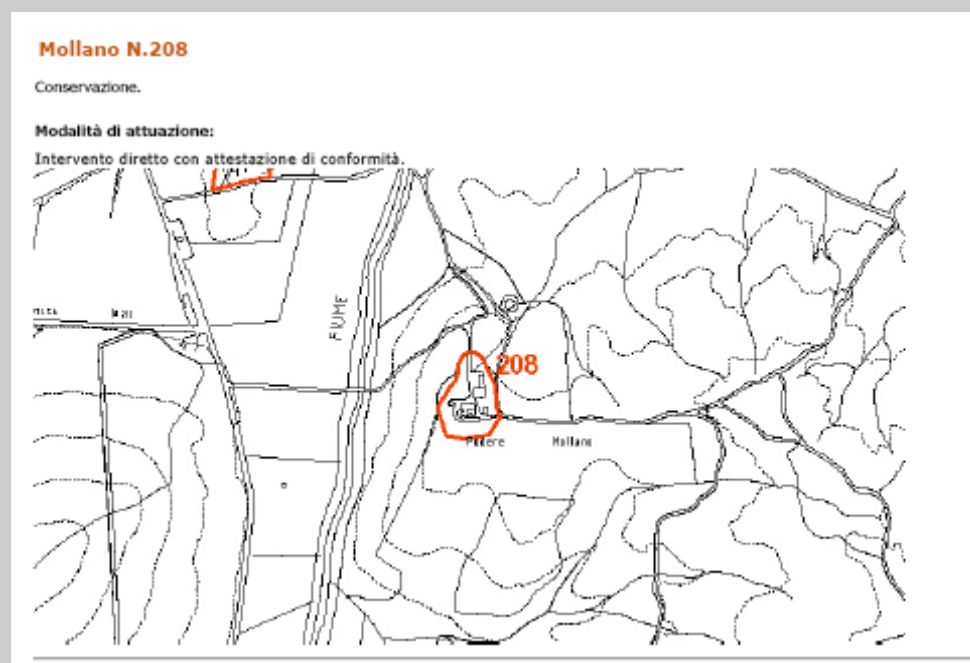 Mollano N.208
Conservazione.
Modalità di attuazione:
Intervento diretto con attestazione di conformità.
FIUME
208
Podere Mollano